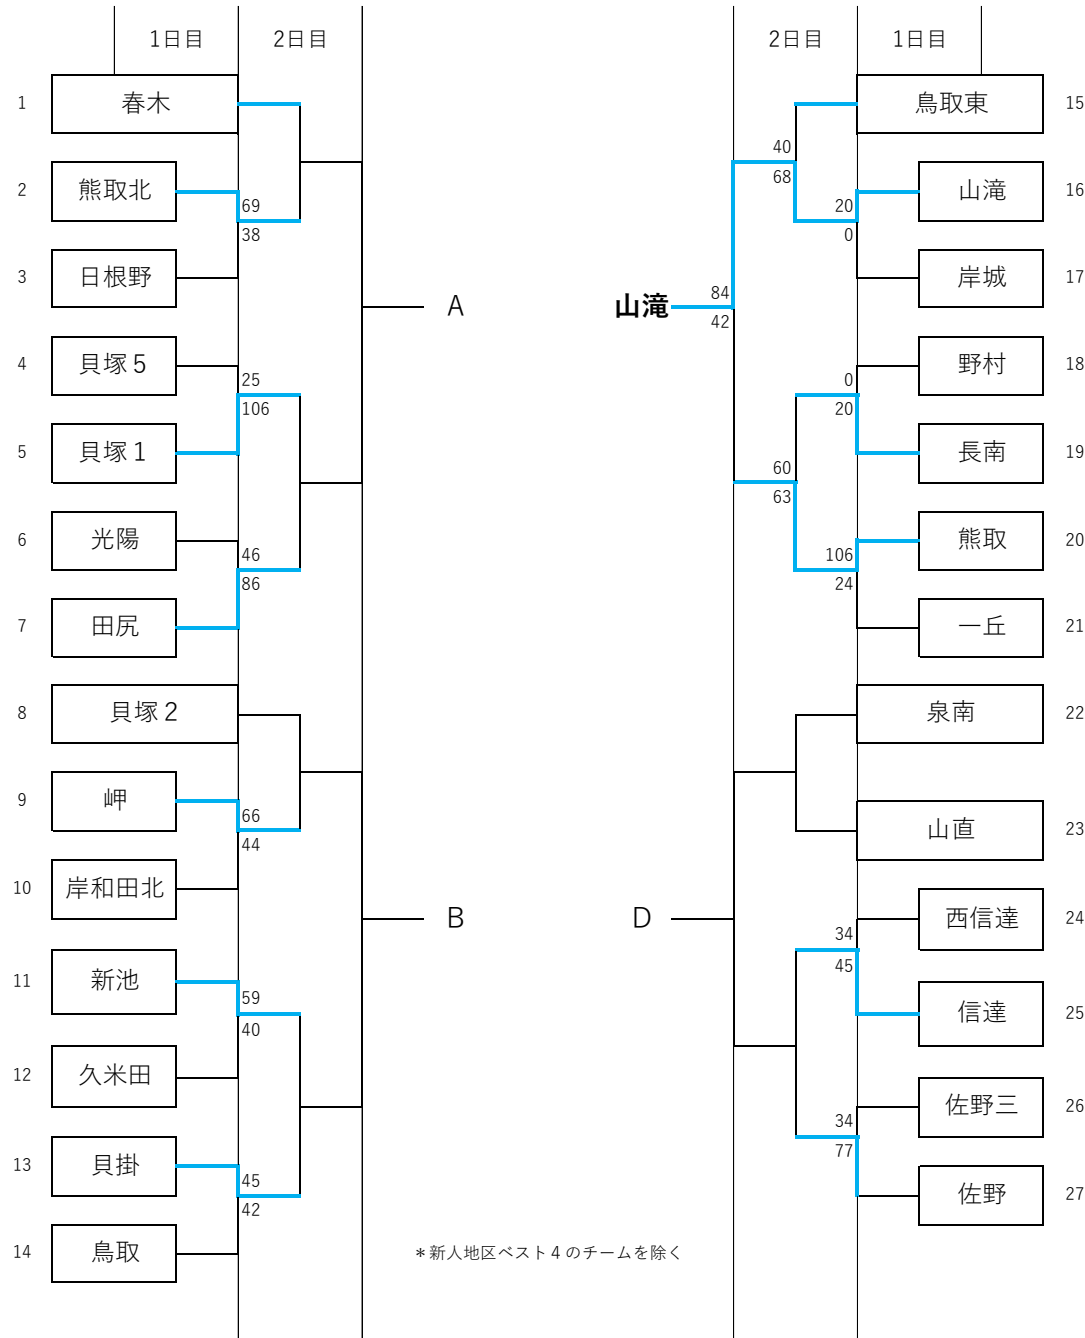 1日目 2日目 2日目 1日目
1 春木 鳥取東 15
40
2 熊取北 68 山滝 16
69 20
38 0
3 日根野 岸城 17
A 山滝 84
42
4 貝塚５ 野村 18
25 0
106 20
5 貝塚１ 長南 19
60
63
6 光陽 熊取 20
46 106
86 24
7 田尻 一丘 21
8 貝塚２ 泉南 22
9 岬 山直 23
66
44
10 岸和田北 西信達 24
B D
34
45
11 新池 信達 25
59
40
12 久米田 佐野三 26
34
77
13 貝掛 佐野 27
45
42
14 鳥取
＊新人地区ベスト４のチームを除く